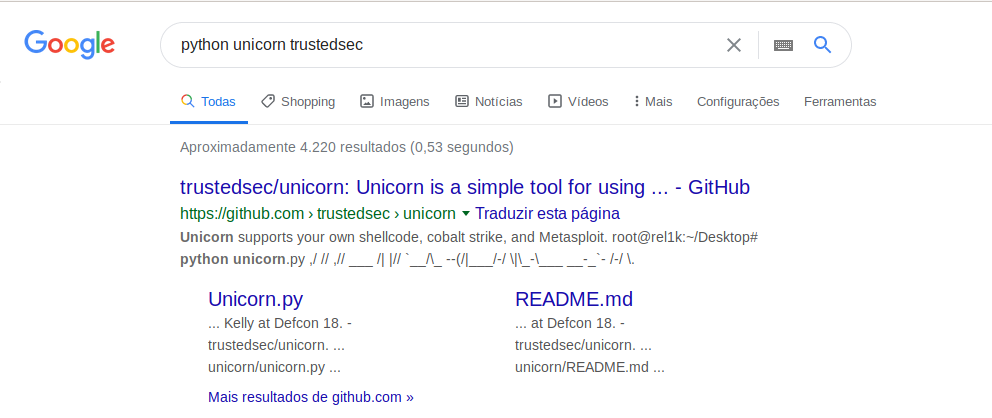 Google
python unicorn trustedsec
Todas Shopping Imagens Notícias Vídeos Mais Configurações Ferramentas
Aproximadamente 4.220 resultados (0,53 segundos)
trustedsec/unicorn: Unicorn is a simple tool for using ... - GitHub
https://github.com › trustedsec › unicorn Traduzir esta página
Unicorn supports your own shellcode, cobalt strike, and Metasploit. root@rel1k:~/Desktop#
python unicorn.py ,/ // ,// ___ /| |// `__/\_ --(/|___/-/ \|\_-\___ __-_`- /-/ \.
Unicorn.py
... Kelly at Defcon 18. -
trustedsec/unicorn. ...
unicorn/unicorn.py ...
README.md
... at Defcon 18. -
trustedsec/unicorn. ...
unicorn/README.md ...
Mais resultados de github.com »